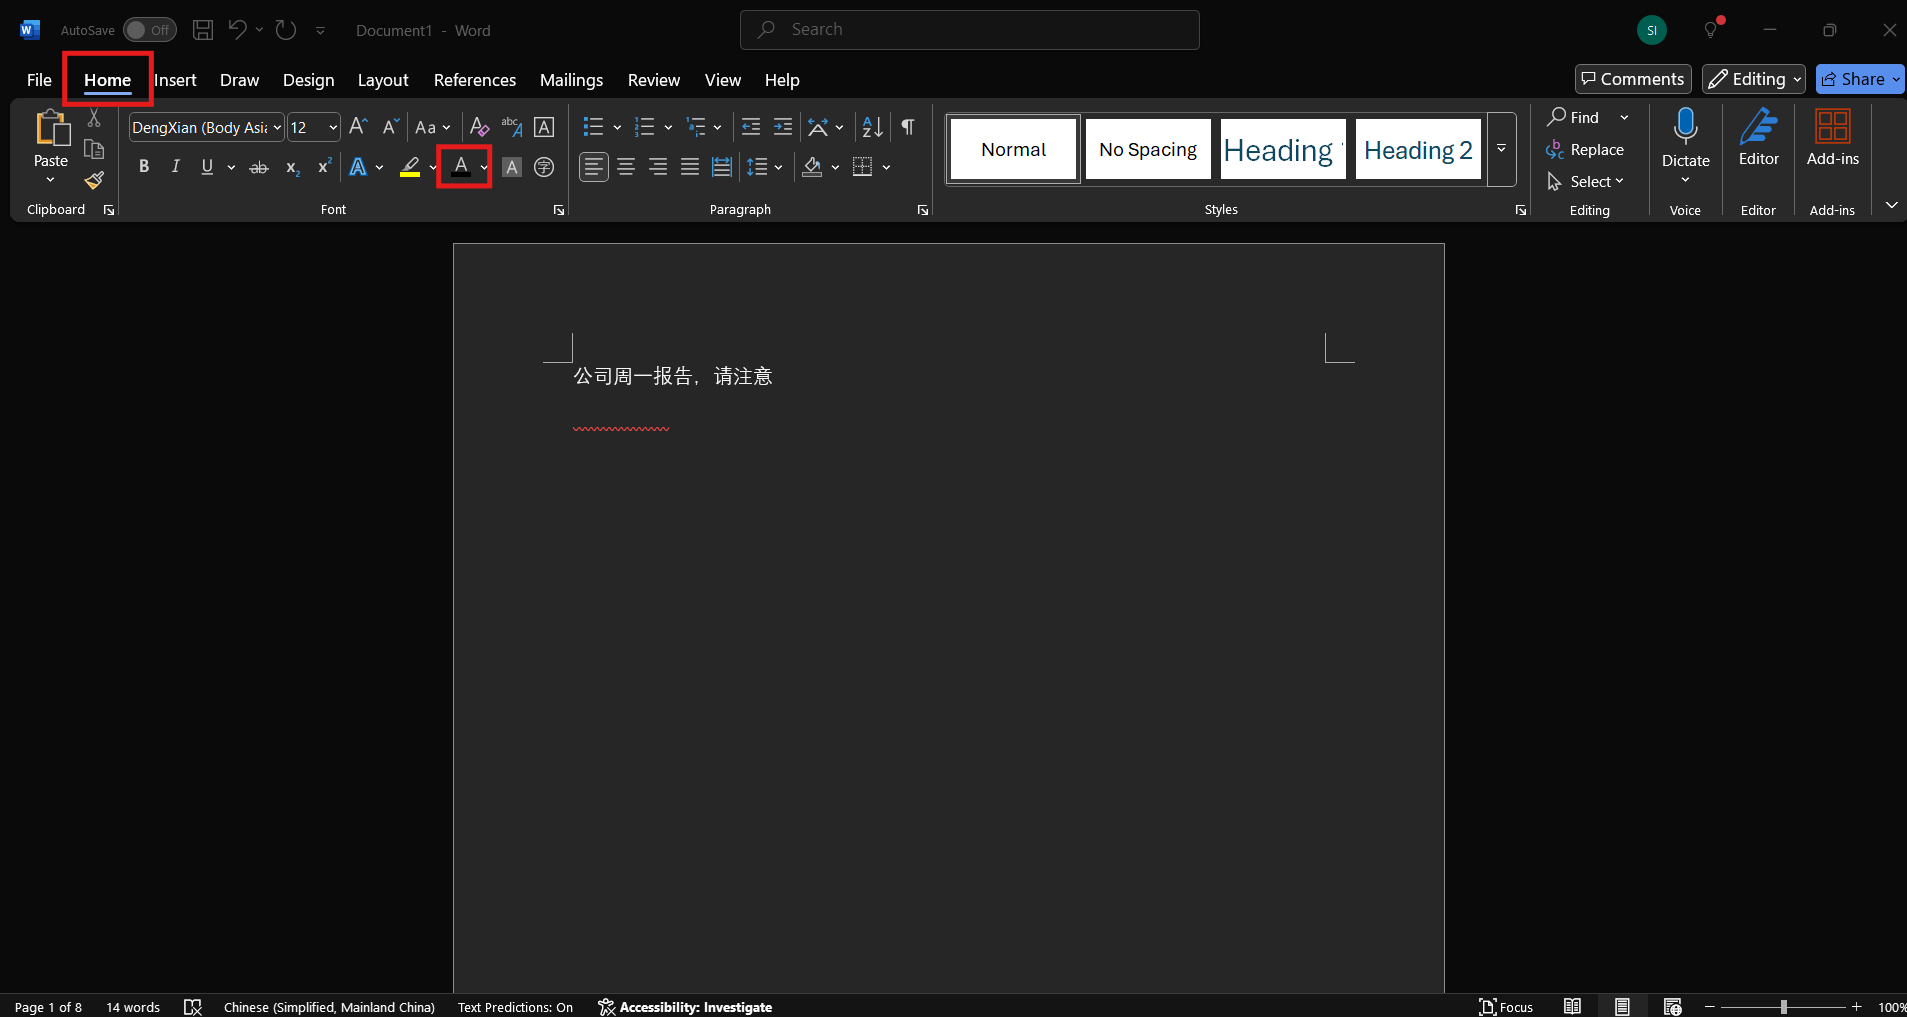 AutoSave Off Document1 - Word Search SI
File Home Insert Draw Design Layout References Mailings Review View Help Comments Editing Share
Paste
Clipboard
DengXian (Body Asia 12 Aa abc A A
B I U ab x₂ x² A A A 字
Font
Paragraph
Normal No Spacing Heading 1 Heading 2
Styles
Find
Replace
Select
Editing
Dictate
Voice
Editor
Editor
Add-ins
Add-ins
公司周一报告，请注意
Page 1 of 8 14 words Chinese (Simplified, Mainland China) Text Predictions: On Accessibility: Investigate Focus 100%